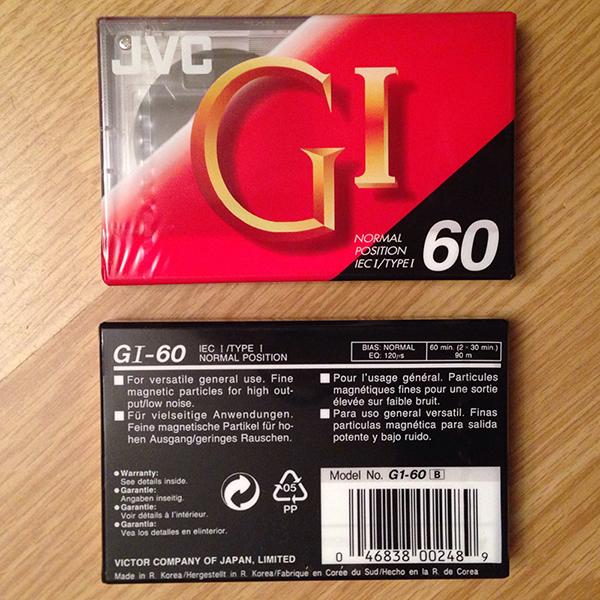 JVC
GI
NORMAL
POSITION
IEC I/TYPE I
60
GI-60
IEC I/TYPE I
NORMAL POSITION
BIAS: NORMAL
EQ: 120µs
60 min. (2 - 30 min.)
90 m
For versatile general use. Fine
magnetic particles for high out-
put/low noise.
Für vielseitige Anwendungen.
Feine magnetische Partikel für ho-
hen Ausgang/geringes Rauschen.
Pour l'usage général. Particules
magnétiques fines pour une sortie
élevée sur faible bruit.
Para uso general versatil. Finas
particulas magnética para salida
potente y bajo ruido.
Warranty:
See details inside.
Garantie:
Angaben inseitig.
Garantie:
Voir détails à l'intérieur.
Garantia:
Vea los detalles en elinterior.
05
PP
Model No. G1-60 B
0 46838 00248 9
VICTOR COMPANY OF JAPAN, LIMITED
Made in R. Korea/Hergestellt in R. Korea/Fabriqué en Corée du Sud/Hecho en la R. de Corea